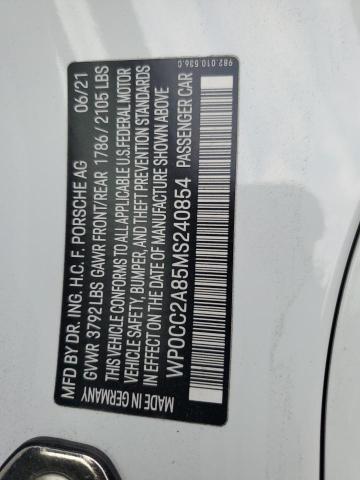 982.010.536.C
MFD BY DR. ING. H.C. F. PORSCHE AG 06/21
GVWR 3792 LBS GAWR FRONT/REAR 1786 / 2105 LBS
THIS VEHICLE CONFORMS TO ALL APPLICABLE U.S.FEDERAL MOTOR
VEHICLE SAFETY, BUMPER, AND THEFT PREVENTION STANDARDS
IN EFFECT ON THE DATE OF MANUFACTURE SHOWN ABOVE
WP0CC2A85MS240854 PASSENGER CAR
MADE IN GERMANY